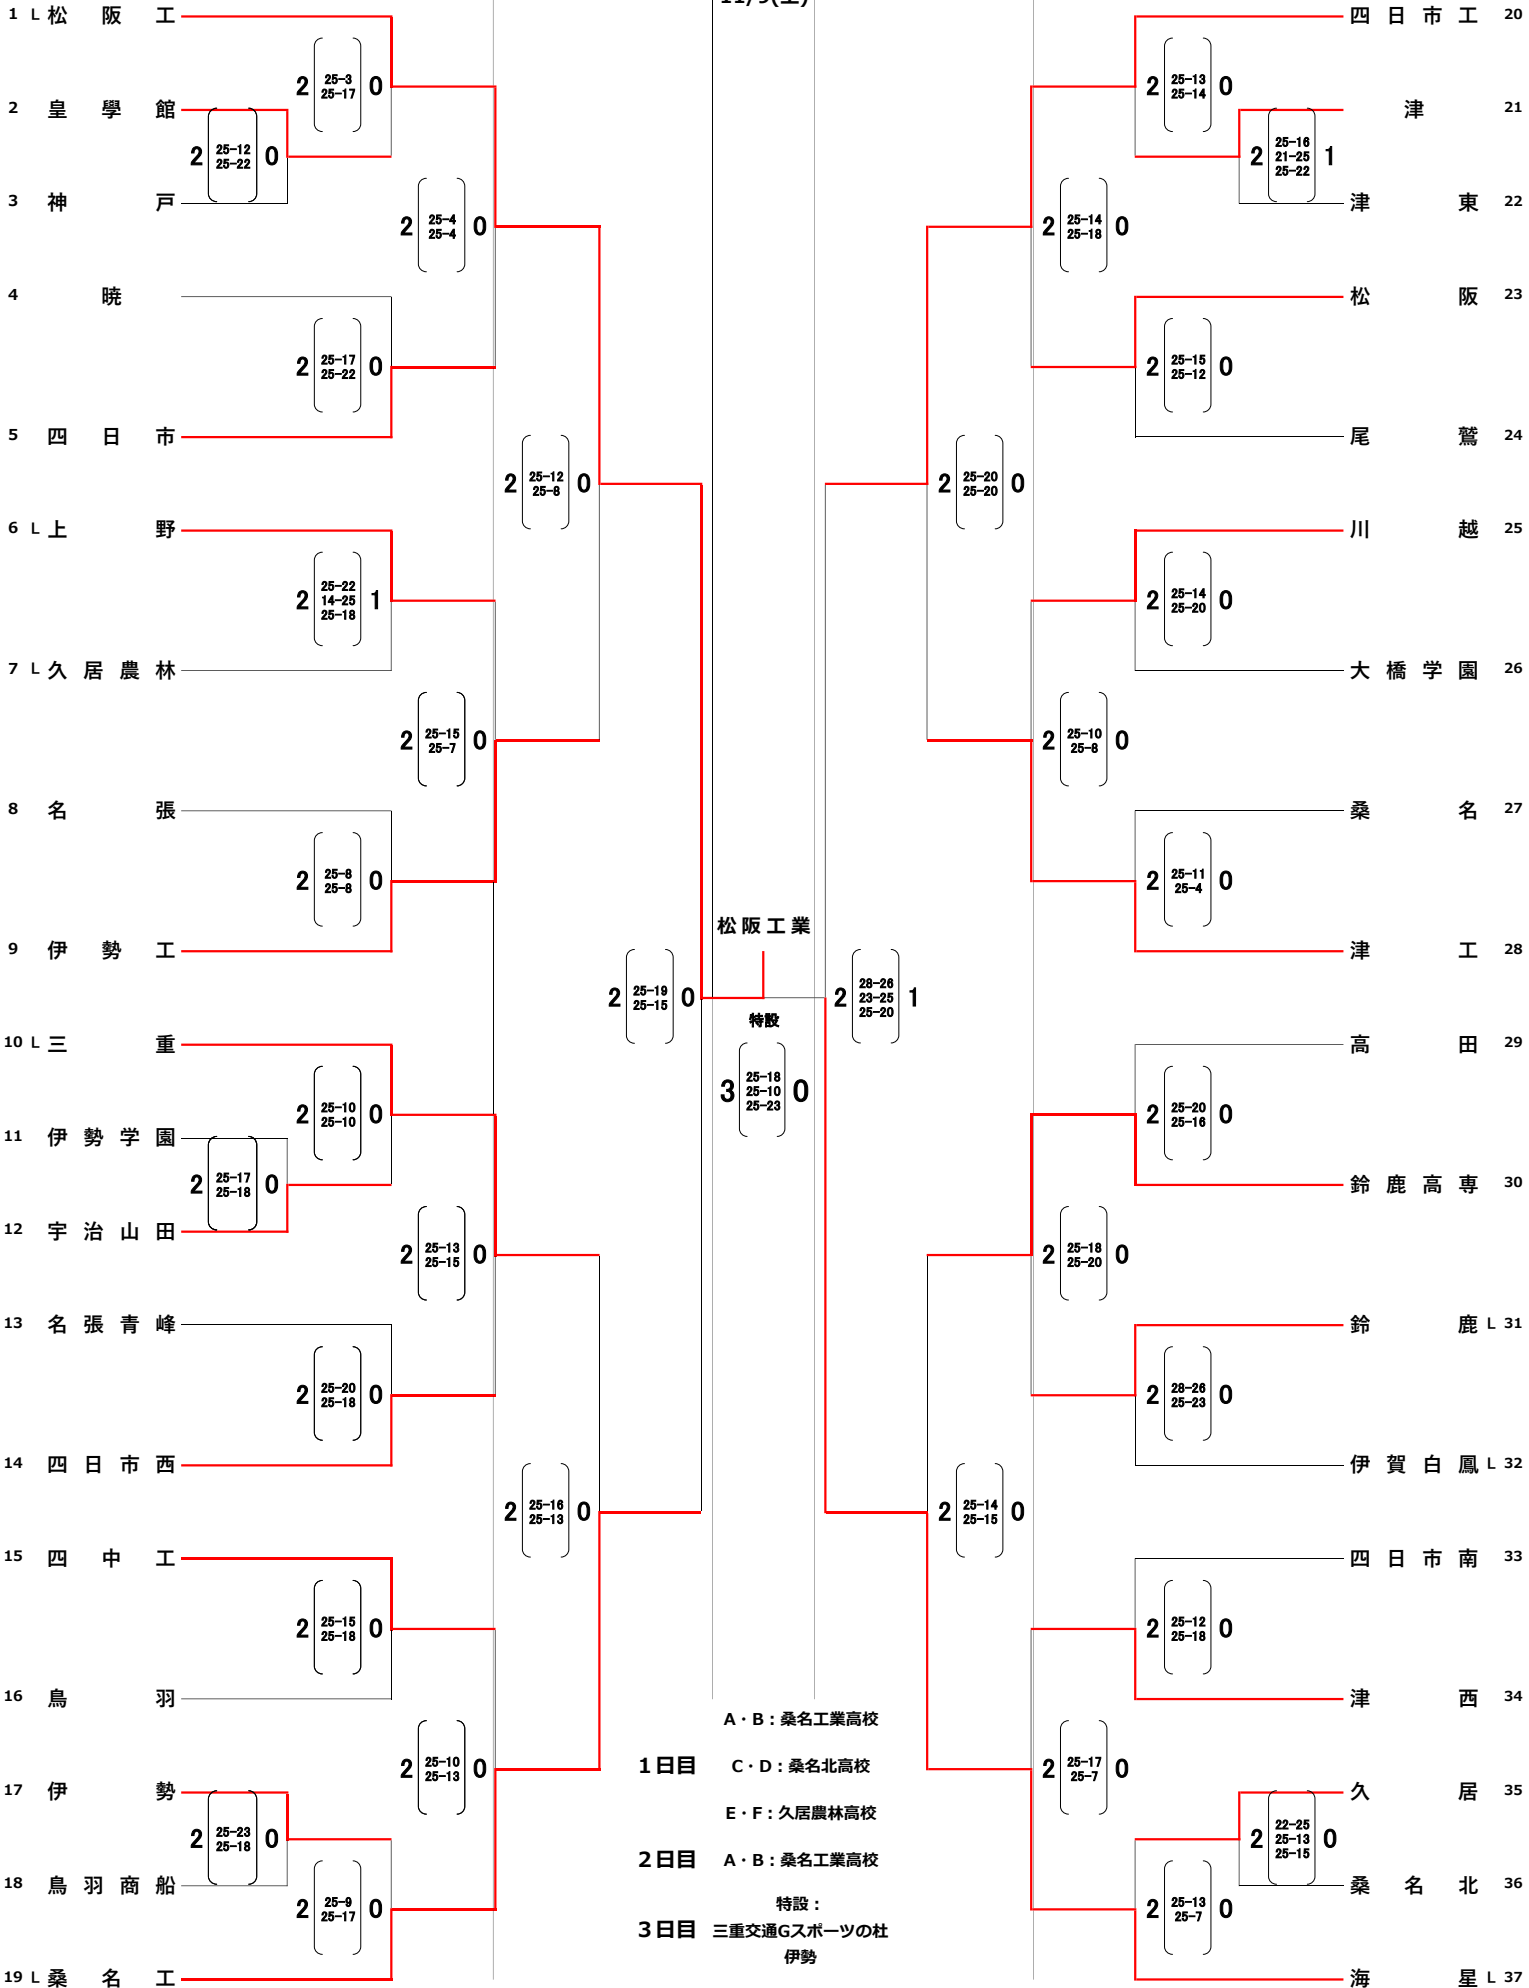 11/9(土)
1 L 松阪工
2 25-3 0
25-17
2 皇學館
2 25-12 0
25-22
3 神戸
2 25-4 0
25-4
4 暁
2 25-17 0
25-22
5 四日市
2 25-12 0
25-8
6 L 上野
2 25-22 1
14-25
25-18
7 L 久居農林
2 25-15 0
25-7
8 名張
2 25-8 0
25-8
9 伊勢工
2 25-19 0
25-15
10 L 三重
2 25-10 0
25-10
11 伊勢学園
2 25-17 0
25-18
12 宇治山田
2 25-13 0
25-15
13 名張青峰
2 25-20 0
25-18
14 四日市西
2 25-16 0
25-13
15 四中工
2 25-15 0
25-18
16 鳥羽
2 25-10 0
25-13
17 伊勢
2 25-23 0
25-18
18 鳥羽商船
2 25-9 0
25-17
19 L 桑名工
松阪工業
特設
3 25-18 0
25-10
25-23
A・B:桑名工業高校
1日目 C・D:桑名北高校
E・F:久居農林高校
2日目 A・B:桑名工業高校
特設:
3日目 三重交通Gスポーツの杜
伊勢
四日市工 20
2 25-13 0
25-14
津 21
2 25-16 1
21-25
25-22
津東 22
2 25-14 0
25-18
松阪 23
2 25-15 0
25-12
尾鷲 24
2 25-20 0
25-20
川越 25
2 25-14 0
25-20
大橋学園 26
2 25-10 0
25-8
桑名 27
2 25-11 0
25-4
津工 28
2 28-26 1
23-25
25-20
高田 29
2 25-20 0
25-16
鈴鹿高専 30
2 25-18 0
25-20
鈴鹿 L 31
2 28-26 0
25-23
伊賀白鳳 L 32
2 25-14 0
25-15
四日市南 33
2 25-12 0
25-18
津西 34
2 25-17 0
25-7
久居 35
2 22-25 0
25-13
25-15
桑名北 36
2 25-13 0
25-7
海星 L 37